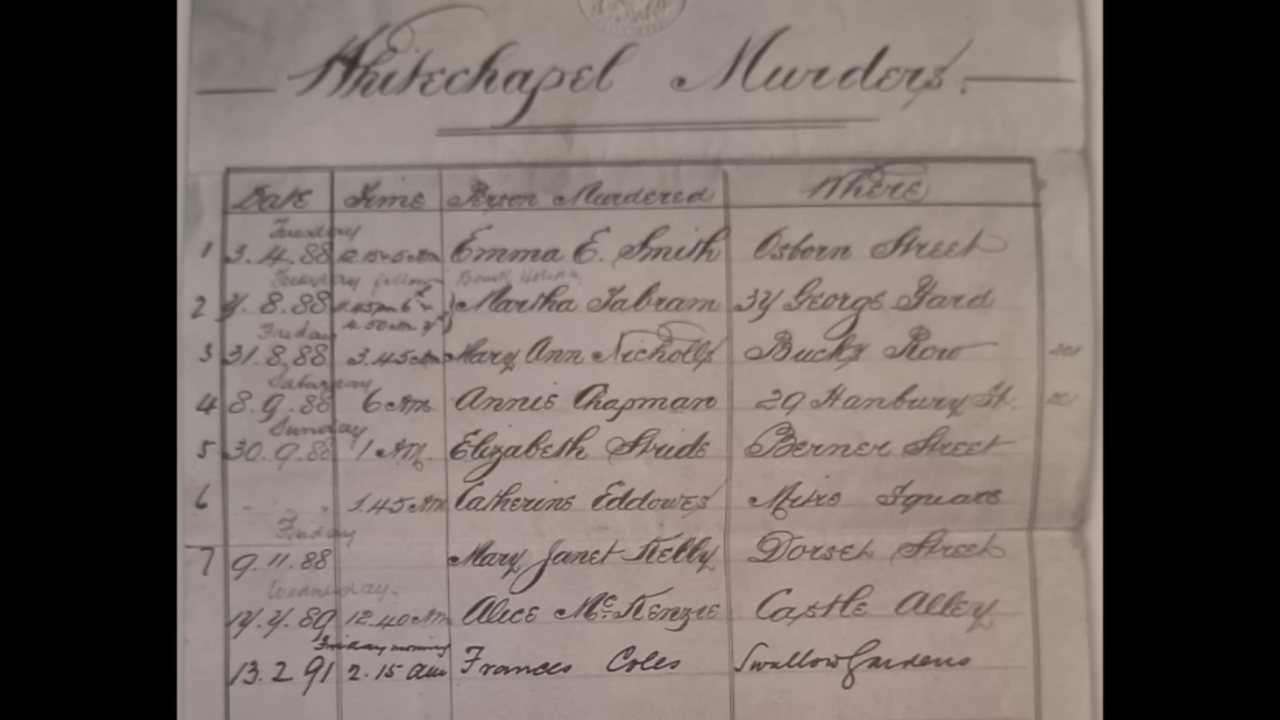 Whitechapel Murders.
Date Time Person Murdered Where
Tuesday
1 3.4.88 Emma E. Smith Osborn Street
Tuesday
2 7.8.88 Martha Tabram 37 George Yard
Friday
3 31.8.88 3.45 am Mary Ann Nicholls Bucks Row
Saturday
4 8.9.88 6 AM Annie Chapman 29 Hanbury St.
Sunday
5 30.9.88 1 AM. Elizabeth Stride Berner Street
6 " " 1.45 AM Catherine Eddowes Mitre Square
Friday
7 9.11.88 Mary Janet Kelly Dorset Street
Wednesday.
17.7.89 12.40 AM Alice McKenzie Castle Alley
Friday morning
13.2 91 2.15 am Frances Coles Swallow Gardens